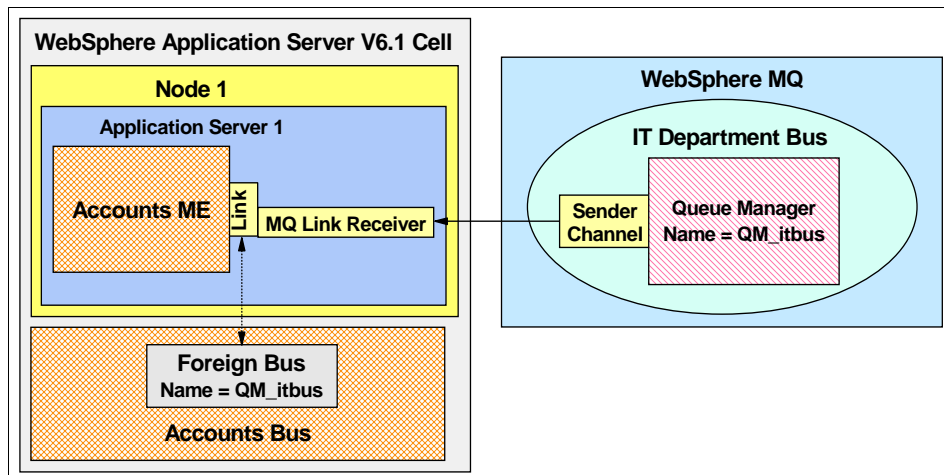 WebSphere Application Server V6.1 Cell
Node 1
Application Server 1
Accounts ME
Link
MQ Link Receiver
Foreign Bus
Name = QM_itbus
Accounts Bus
WebSphere MQ
IT Department Bus
Sender
Channel
Queue Manager
Name = QM_itbus